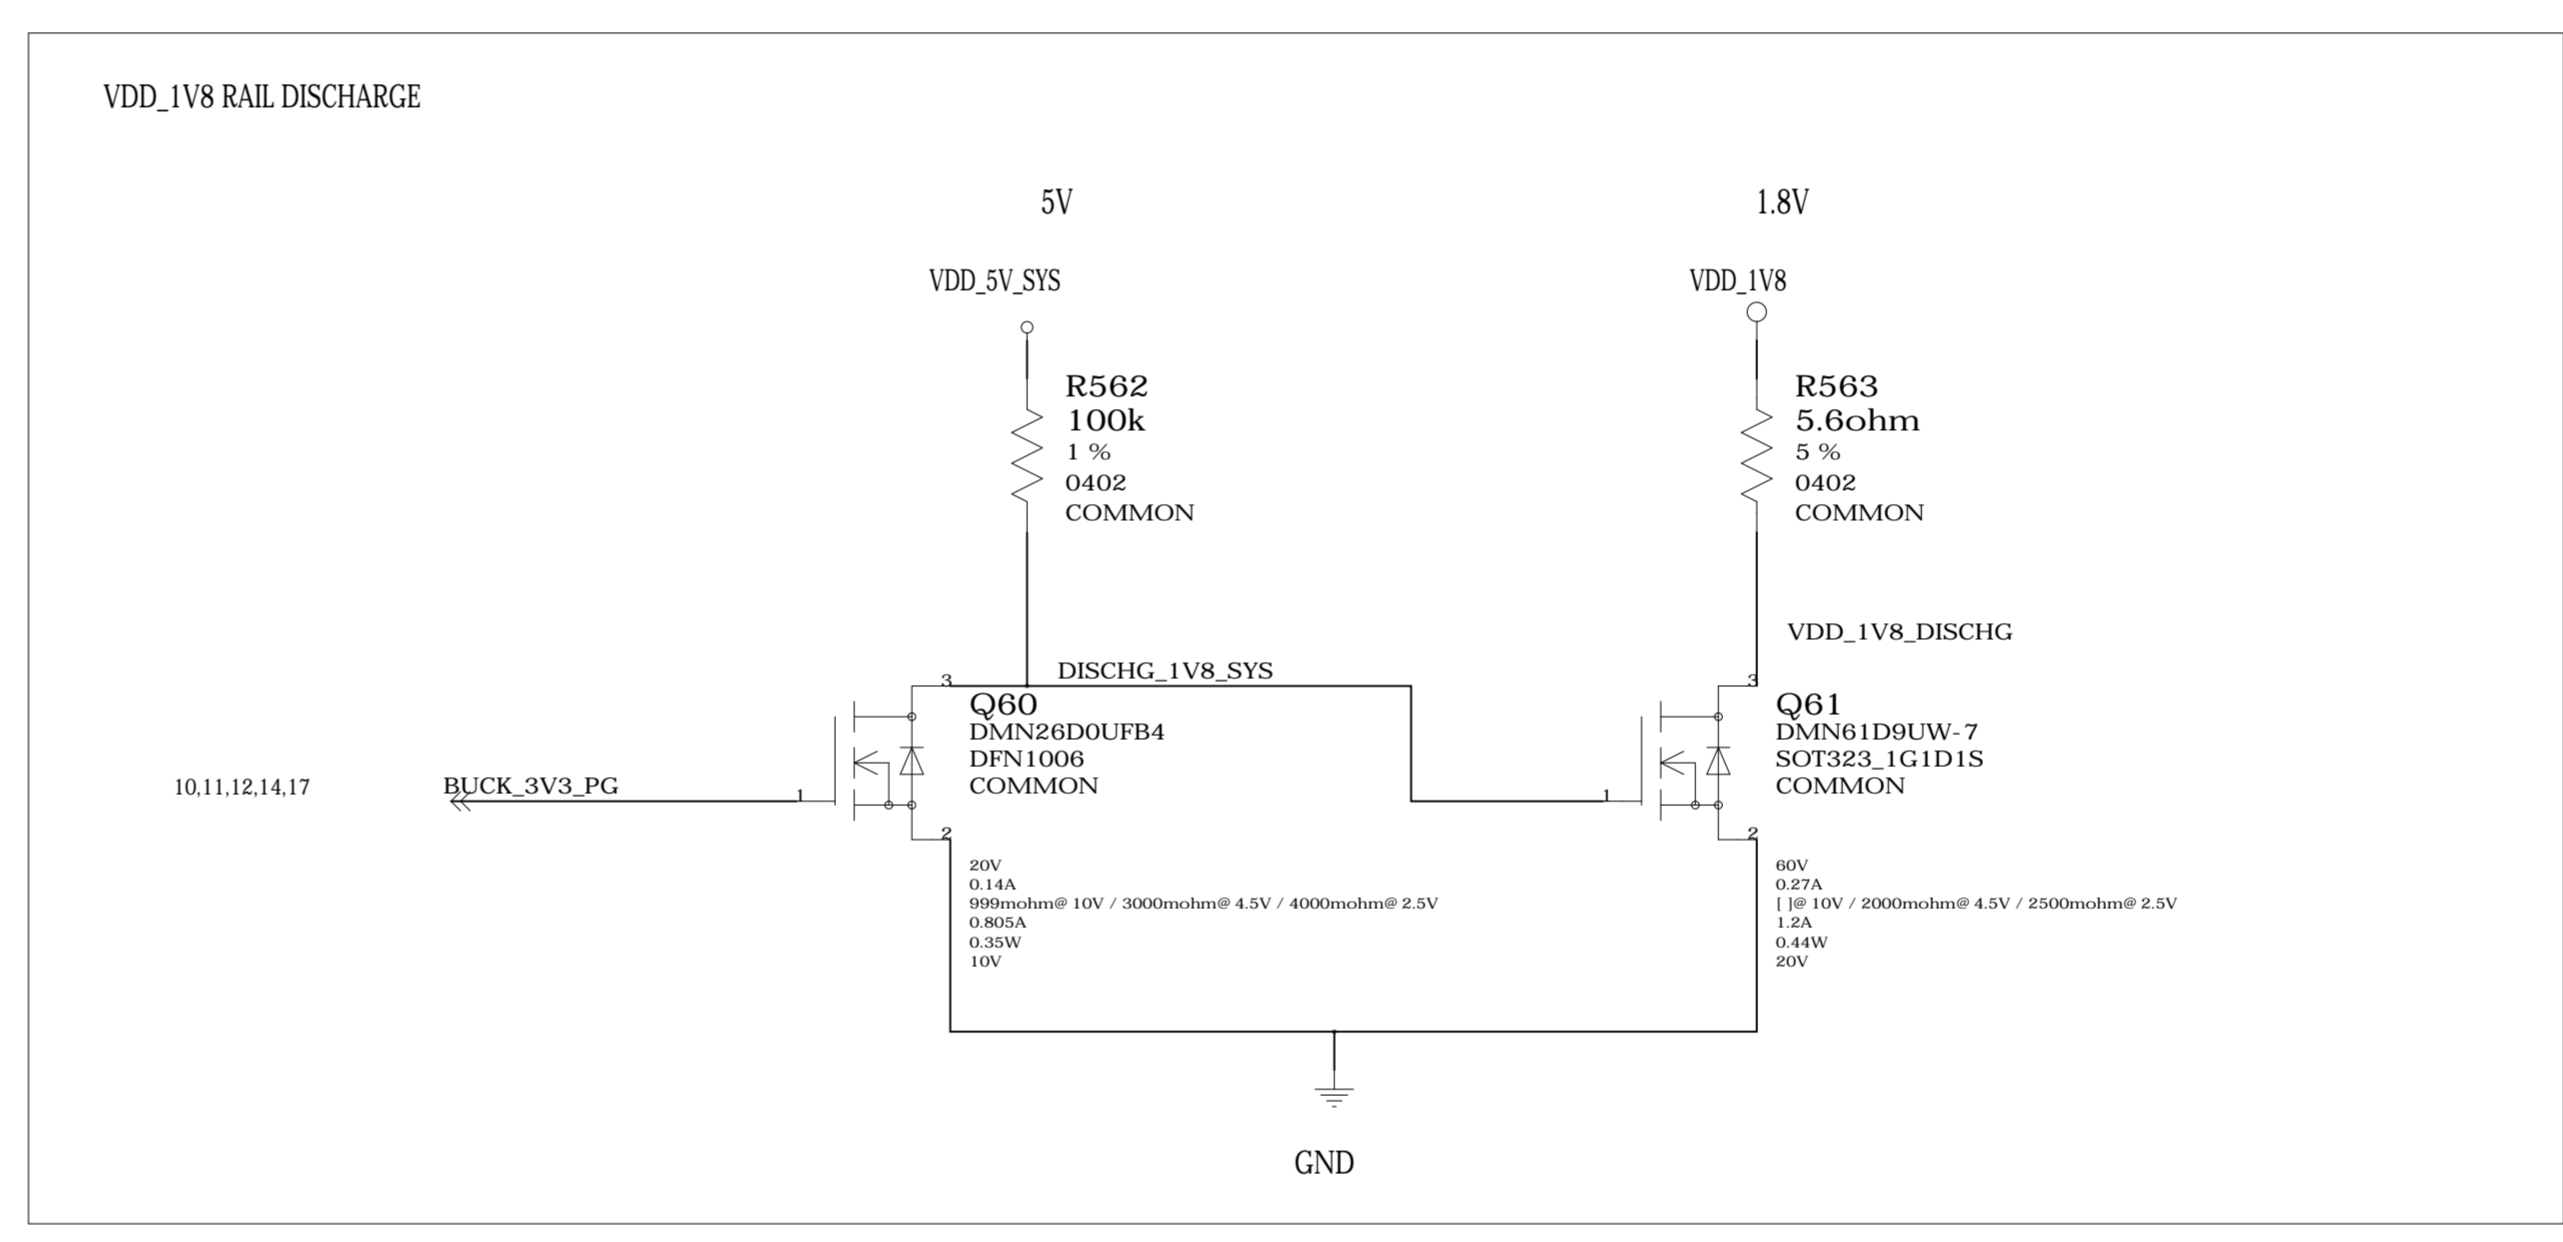 VDD_1V8 RAIL DISCHARGE
5V
1.8V
VDD_5V_SYS
VDD_1V8
R562
100k
1 %
0402
COMMON
R563
5.6ohm
5 %
0402
COMMON
VDD_1V8_DISCHG
DISCHG_1V8_SYS
3
Q60
DMN26D0UFB4
DFN1006
COMMON
3
Q61
DMN61D9UW-7
SOT323_1G1D1S
COMMON
10,11,12,14,17
BUCK_3V3_PG
1
1
2
2
20V
0.14A
999mohm@ 10V / 3000mohm@ 4.5V / 4000mohm@ 2.5V
0.805A
0.35W
10V
60V
0.27A
[ ]@ 10V / 2000mohm@ 4.5V / 2500mohm@ 2.5V
1.2A
0.44W
20V
GND